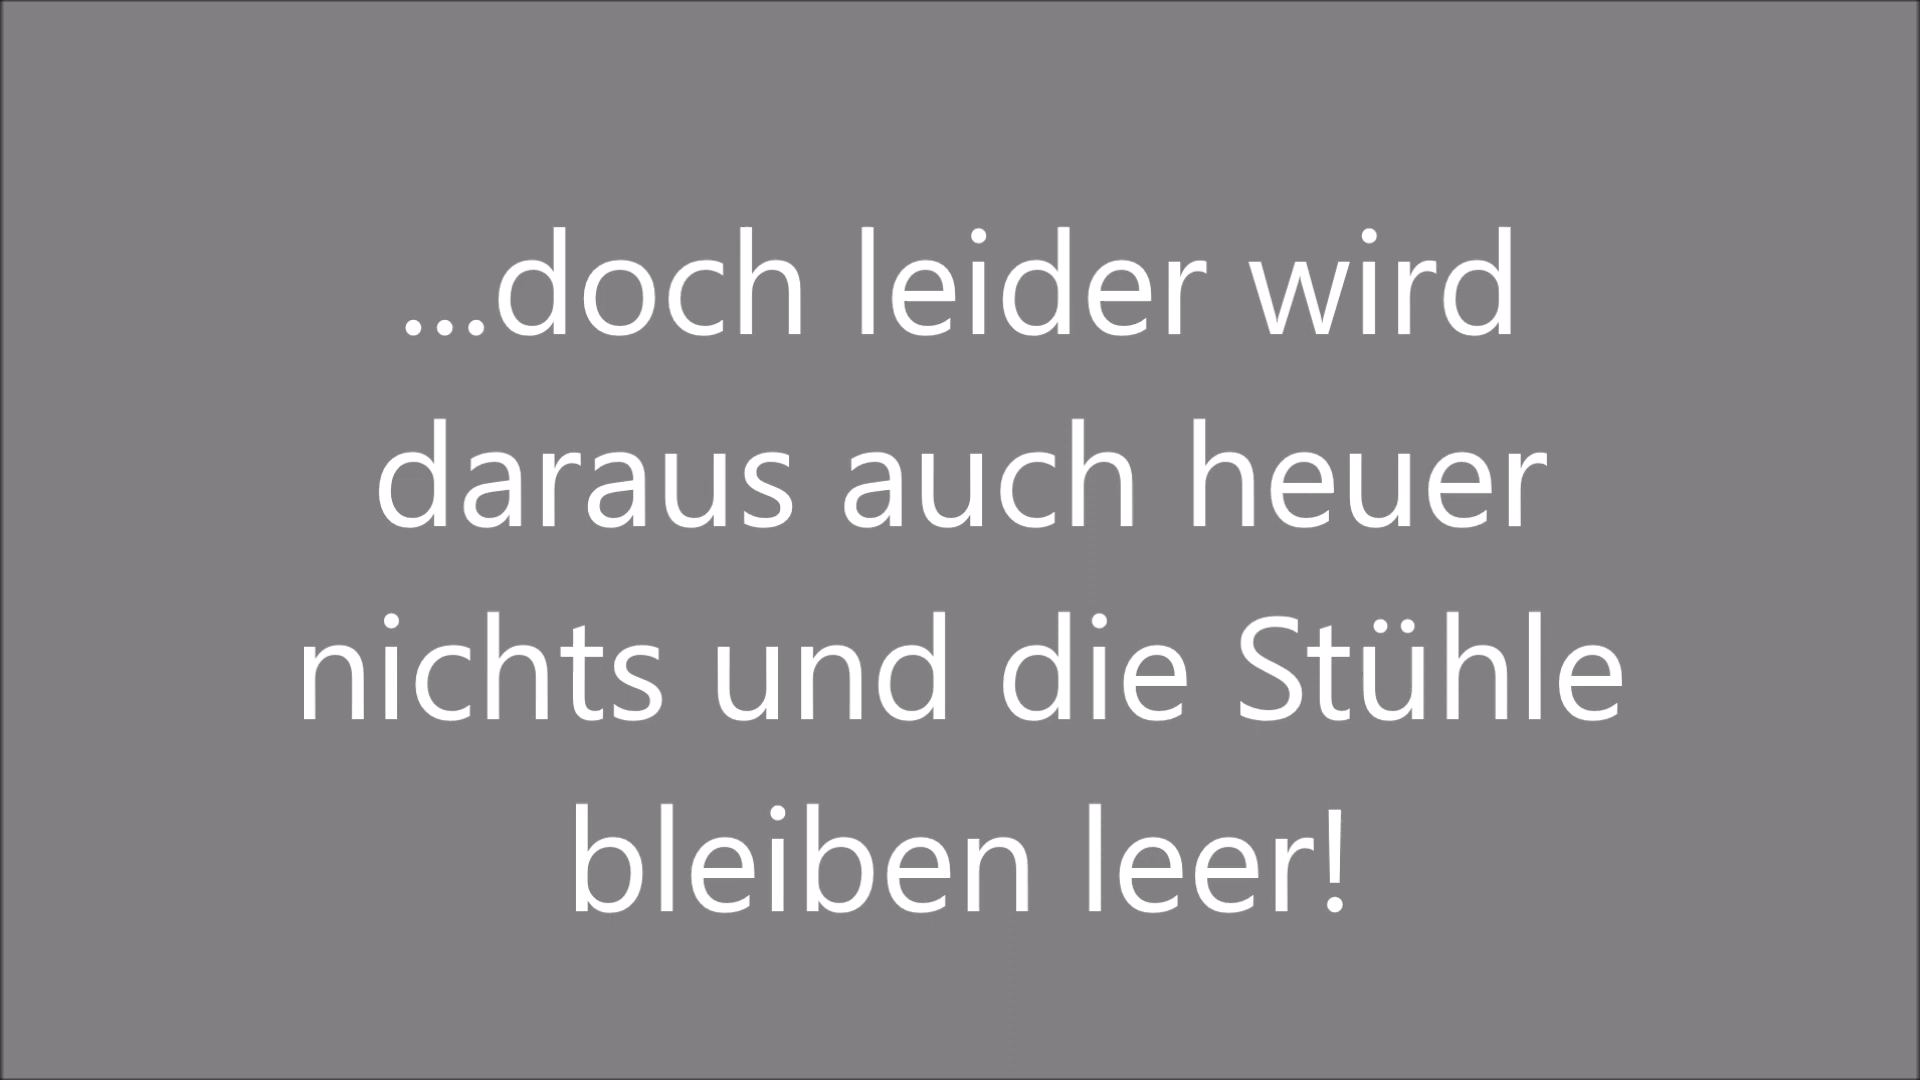 ...doch leider wird
daraus auch heuer
nichts und die Stühle
bleiben leer!